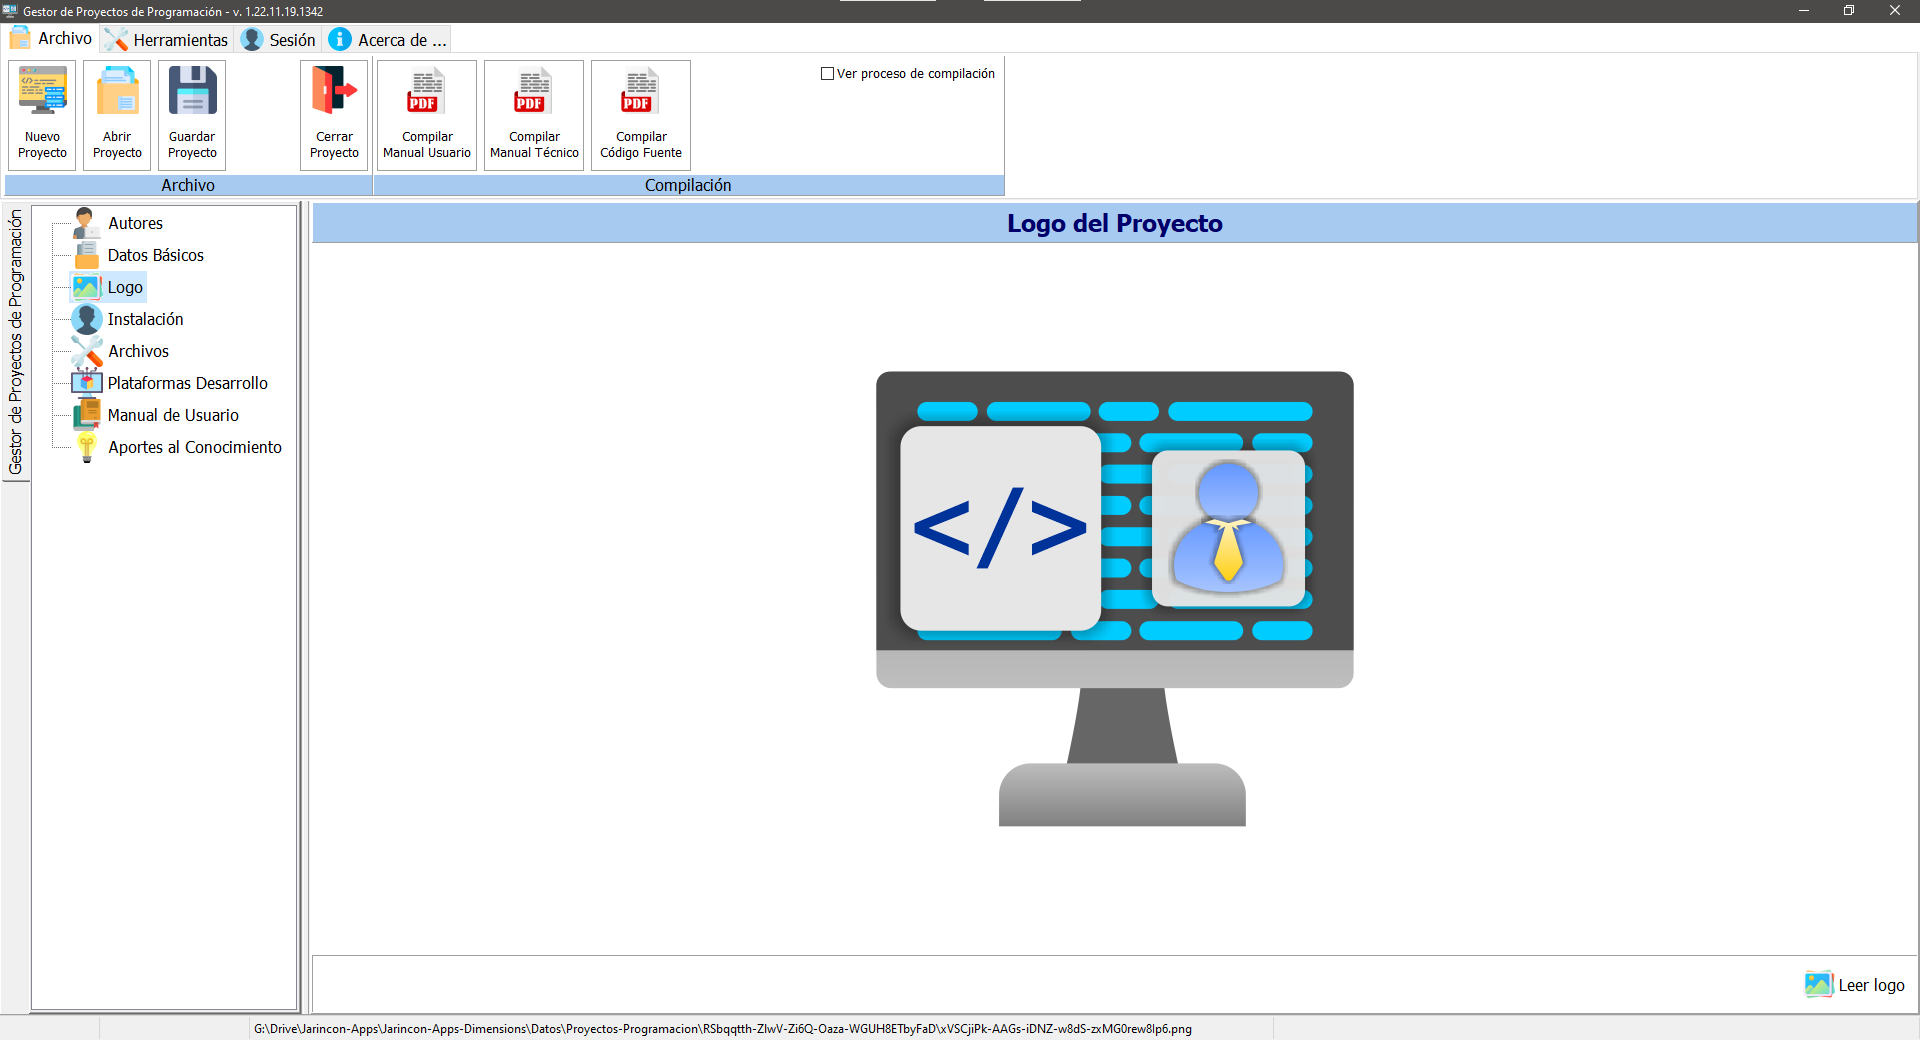 Gestor de Proyectos de Programación - v. 1.22.11.19.1342
Archivo
Herramientas
Sesión
Acerca de ...
Nuevo
Proyecto
Abrir
Proyecto
Guardar
Proyecto
Cerrar
Proyecto
Compilar
Manual Usuario
Compilar
Manual Técnico
Compilar
Código Fuente
PDF
PDF
PDF
Ver proceso de compilación
Archivo
Compilación
Gestor de Proyectos de Programación
Autores
Datos Básicos
Logo
Instalación
Archivos
Plataformas Desarrollo
Manual de Usuario
Aportes al Conocimiento
Logo del Proyecto
</>
Leer logo
G:\Drive\Jarincon-Apps\Jarincon-Apps-Dimensions\Datos\Proyectos-Programacion\RSbqqtth-ZIwV-Zi6Q-Oaza-WGUH8ETbyFaD\xVSCjiPk-AAGs-iDNZ-w8dS-zxMG0rew8lp6.png